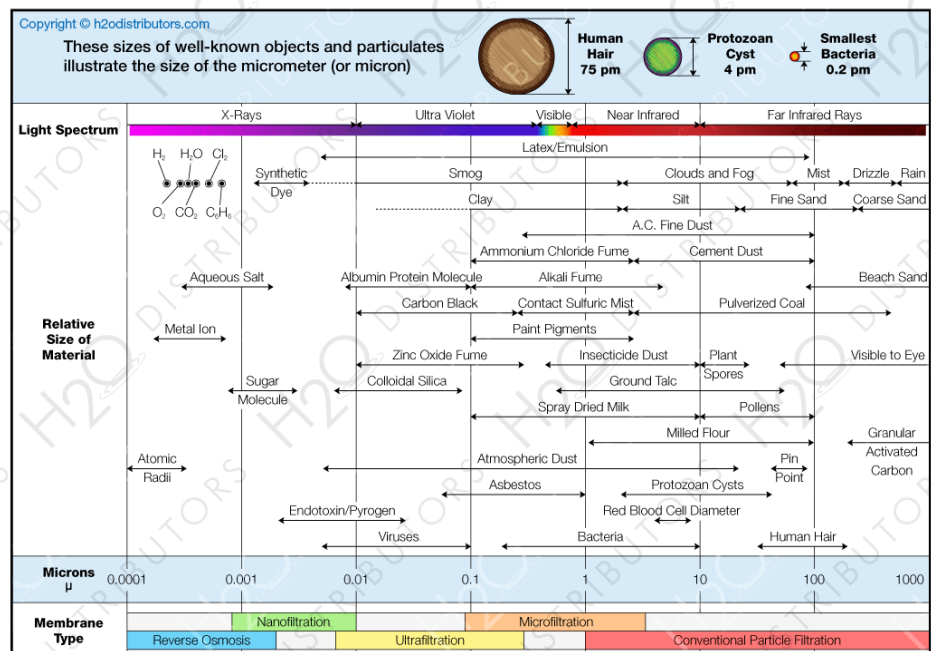 Copyright © h2odistributors.com
These sizes of well-known objects and particulates
illustrate the size of the micrometer (or micron)
Human
Hair
75 pm
Protozoan
Cyst
4 pm
Smallest
Bacteria
0.2 pm
X-Rays Ultra Violet Visible Near Infrared Far Infrared Rays
Light Spectrum
Latex/Emulsion
H₂ H₂O Cl₂
O₂ CO₂ C₆H₆
Synthetic
Dye
Smog Clouds and Fog Mist Drizzle Rain
Clay Silt Fine Sand Coarse Sand
A.C. Fine Dust
Ammonium Chloride Fume Cement Dust
Aqueous Salt Albumin Protein Molecule Alkali Fume Beach Sand
Carbon Black Contact Sulfuric Mist Pulverized Coal
Relative
Size of
Material
Metal Ion Paint Pigments
Zinc Oxide Fume Insecticide Dust Plant
Spores
Visible to Eye
Sugar
Molecule
Colloidal Silica Ground Talc
Spray Dried Milk Pollens
Milled Flour Granular
Activated
Carbon
Atomic
Radii
Atmospheric Dust Pin
Point
Asbestos Protozoan Cysts
Endotoxin/Pyrogen Red Blood Cell Diameter
Viruses Bacteria Human Hair
Microns
μ
0.0001 0.001 0.01 0.1 1 10 100 1000
Membrane
Type
Nanofiltration Microfiltration
Reverse Osmosis Ultrafiltration Conventional Particle Filtration
H2O DISTRIBUTORS